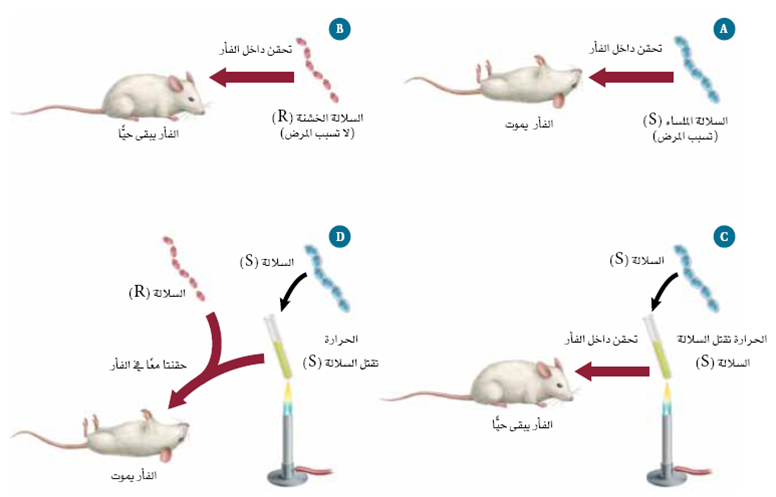 A
تحقن داخل الفأر
السلالة الملساء (S)
(تسبب المرض)
الفأر يموت
B
تحقن داخل الفأر
السلالة الخشنة (R)
(لا تسبب المرض)
الفأر يبقى حيًّا
C
السلالة (S)
الحرارة تقتل السلالة
السلالة (S)
تحقن داخل الفأر
الفأر يبقى حيًّا
D
السلالة (S)
السلالة (R)
الحرارة
تقتل السلالة (S)
حقنتا معًا في الفأر
الفأر يموت